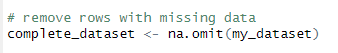 # remove rows with missing data
complete_dataset <- na.omit(my_dataset)